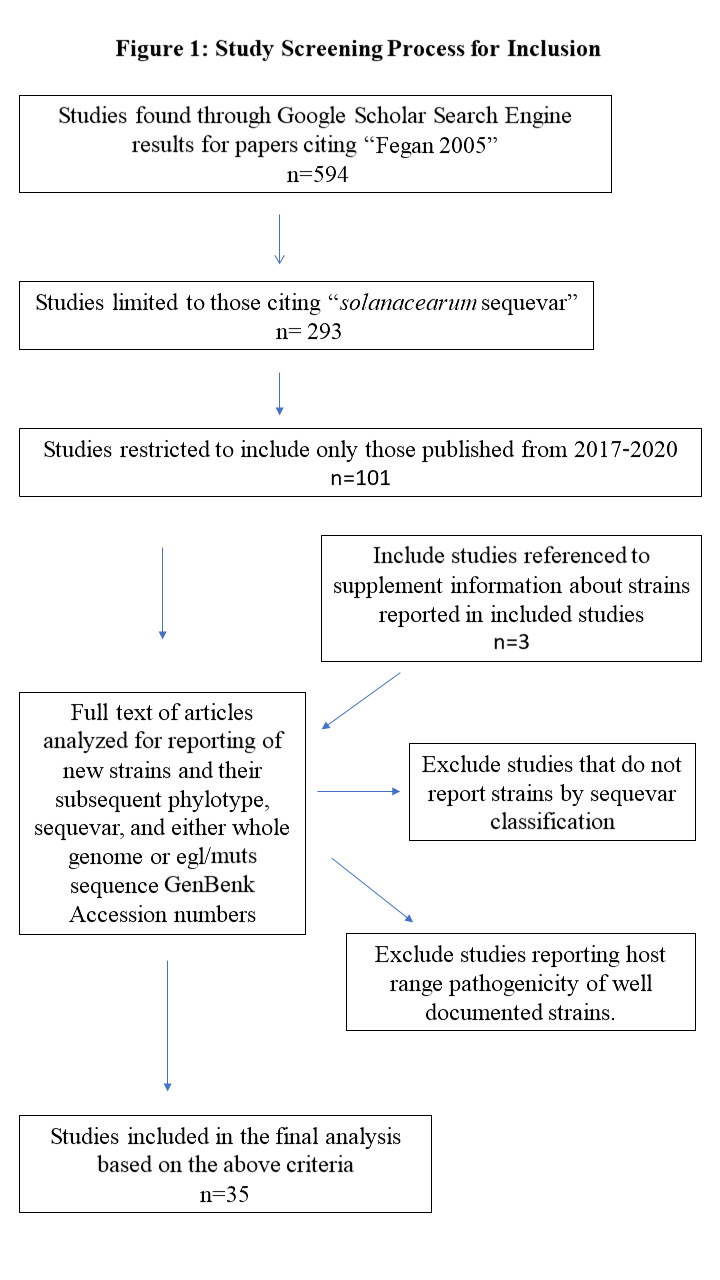 Figure 1: Study Screening Process for Inclusion
Studies found through Google Scholar Search Engine
results for papers citing “Fegan 2005”
n=594
Studies limited to those citing “solanacearum sequevar”
n= 293
Studies restricted to include only those published from 2017-2020
n=101
Include studies referenced to
supplement information about strains
reported in included studies
n=3
Full text of articles
analyzed for reporting of
new strains and their
subsequent phylotype,
sequevar, and either whole
genome or egl/muts
sequence GenBenk
Accession numbers
Exclude studies that do not
report strains by sequevar
classification
Exclude studies reporting host
range pathogenicity of well
documented strains.
Studies included in the final analysis
based on the above criteria
n=35